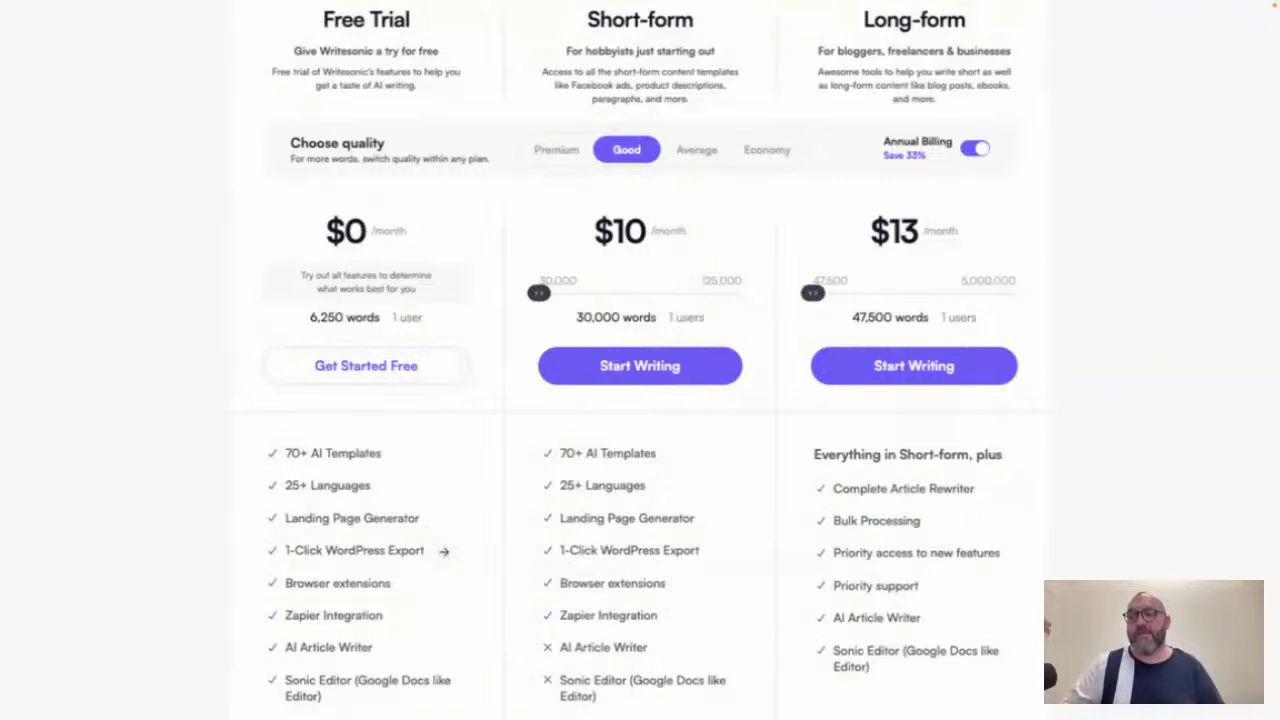 Free Trial
Give Writesonic a try for free
Free trial of Writesonic's features to help you
get a taste of AI writing.
Short-form
For hobbyists just starting out
Access to all the short-form content templates
like Facebook ads, product descriptions,
paragraphs, and more.
Long-form
For bloggers, freelancers & businesses
Awesome tools to help you write short as well
as long-form content like blog posts, ebooks,
and more.
Choose quality
For more words, switch quality within any plan.
Premium
Good
Average
Economy
Annual Billing
Save 33%
$0 /month
Try out all features to determine
what works best for you
6,250 words 1 user
Get Started Free
$10 /month
30,000 125,000
30,000 words 1 users
Start Writing
$13 /month
47,500 5,000,000
47,500 words 1 users
Start Writing
70+ AI Templates
25+ Languages
Landing Page Generator
1-Click WordPress Export
Browser extensions
Zapier Integration
AI Article Writer
Sonic Editor (Google Docs like
Editor)
70+ AI Templates
25+ Languages
Landing Page Generator
1-Click WordPress Export
Browser extensions
Zapier Integration
AI Article Writer
Sonic Editor (Google Docs like
Editor)
Everything in Short-form, plus
Complete Article Rewriter
Bulk Processing
Priority access to new features
Priority support
AI Article Writer
Sonic Editor (Google Docs like
Editor)